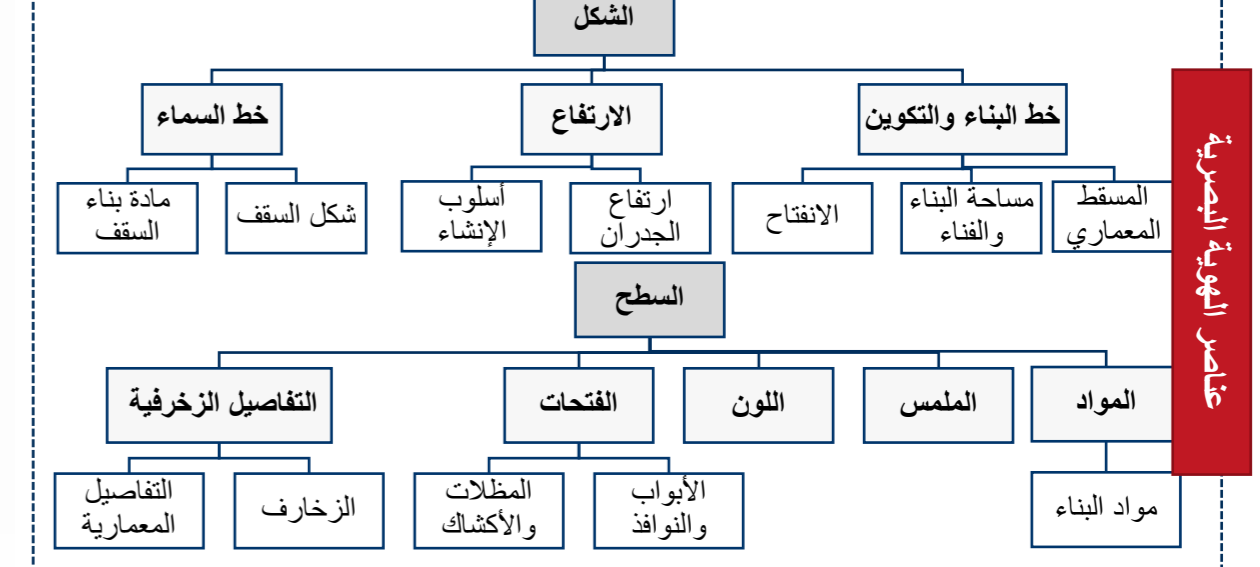 الشكل
خط البناء والتكوين
الارتفاع
خط السماء
المسقط
المعماري
مساحة البناء
والفناء
الانفتاح
ارتفاع
الجدران
أسلوب
الإنشاء
شكل السقف
مادة بناء
السقف
عناصر الهوية البصرية
السطح
المواد
الملمس
اللون
الفتحات
التفاصيل الزخرفية
مواد البناء
الأبواب
والنوافذ
المظلات
والأكشاك
الزخارف
التفاصيل
المعمارية